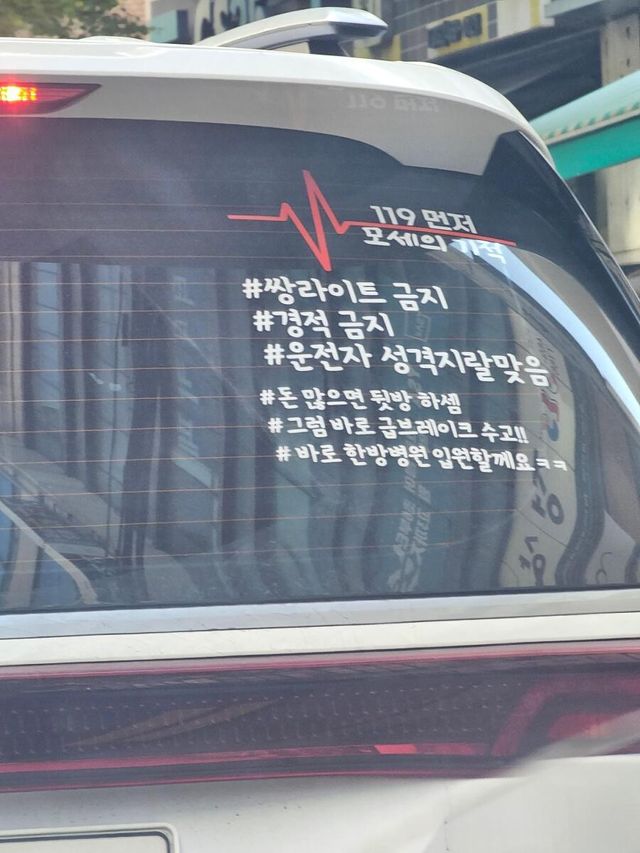 119 먼저
모세의 기적
#쌍라이트 금지
#경적 금지
#운전자 성격지랄맞음
#돈 많으면 뒷방 하셈
#그럼 바로 급브레이크 수고!!
# 바로 한방병원 입원할께요ㅋㅋ